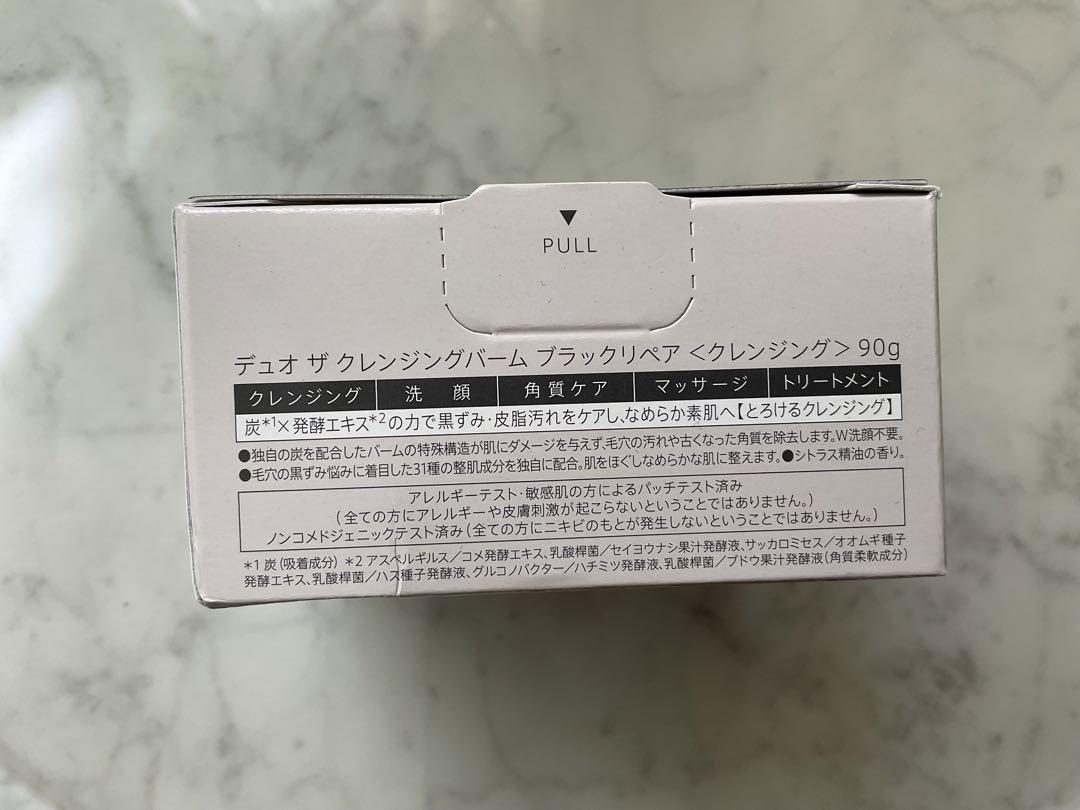 ▼
PULL
デュオ ザ クレンジングバーム ブラックリペア <クレンジング> 90g
クレンジング 洗 顔 角質ケア マッサージ トリートメント
炭*1×発酵エキス*2の力で黒ずみ・皮脂汚れをケアし、なめらか素肌へ【とろけるクレンジング】
●独自の炭を配合したバームの特殊構造が肌にダメージを与えず、毛穴の汚れや古くなった角質を除去します。W洗顔不要。
●毛穴の黒ずみ悩みに着目した31種の整肌成分を独自に配合。肌をほぐしなめらかな肌に整えます。●シトラス精油の香り。
アレルギーテスト・敏感肌の方によるパッチテスト済み
(全ての方にアレルギーや皮膚刺激が起こらないということではありません。)
ノンコメドジェニックテスト済み(全ての方にニキビのもとが発生しないということではありません。)
*1 炭(吸着成分) *2 アスペルギルス/コメ発酵エキス、乳酸桿菌/セイヨウナシ果汁発酵液、サッカロミセス/オオムギ種子
発酵エキス、乳酸桿菌/ハス種子発酵液、グルコノバクター/ハチミツ発酵液、乳酸桿菌/ブドウ果汁発酵液(角質柔軟成分)